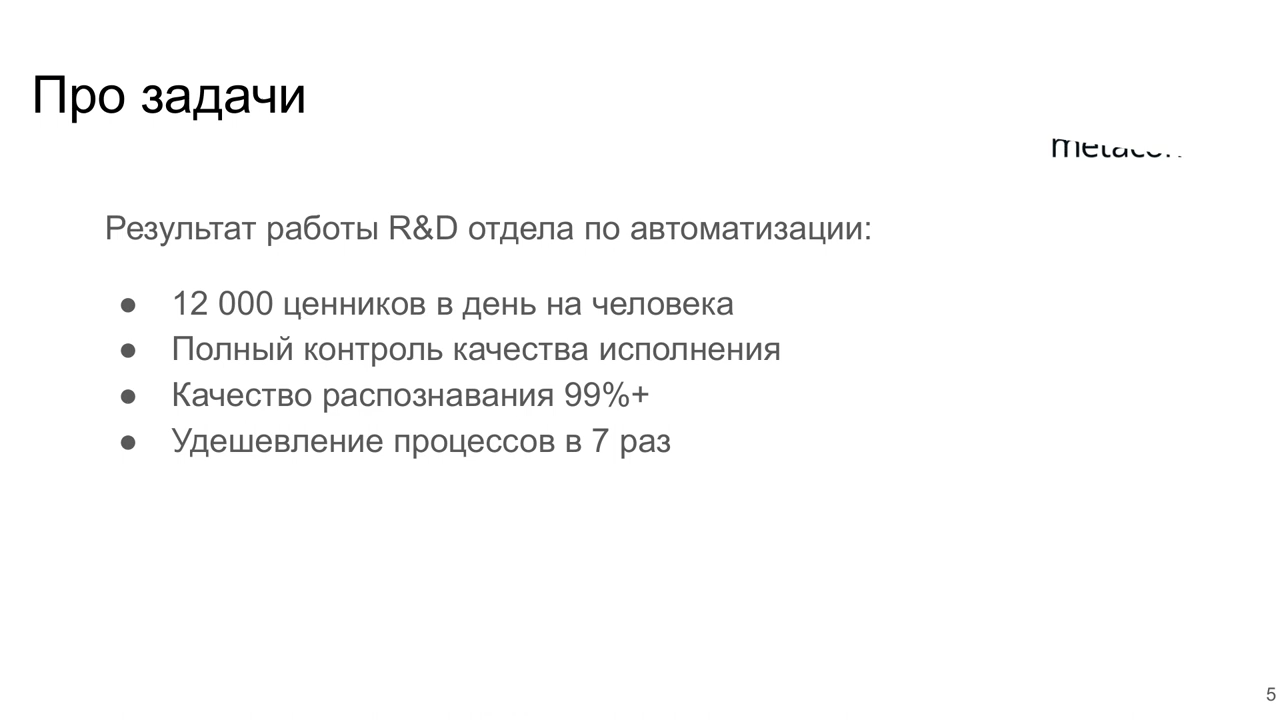 Про задачи
Результат работы R&D отдела по автоматизации:
● 12 000 ценников в день на человека
● Полный контроль качества исполнения
● Качество распознавания 99%+
● Удешевление процессов в 7 раз
5